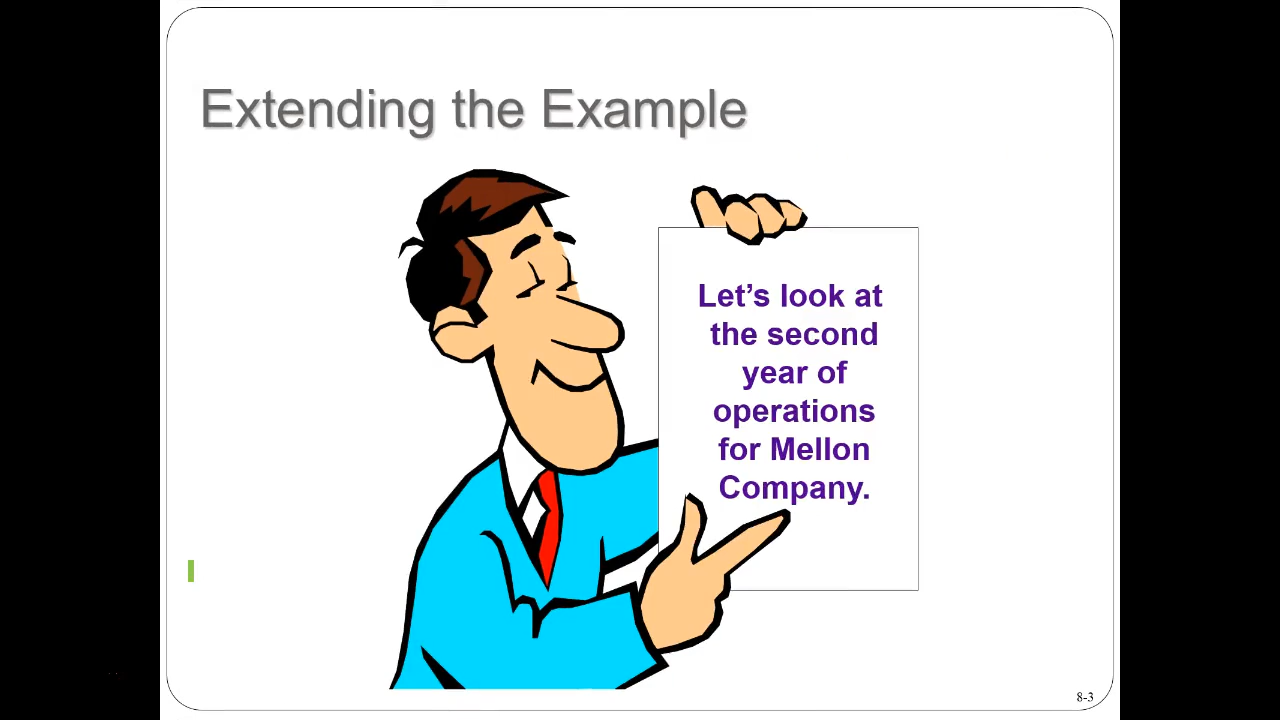 Extending the Example
Let’s look at
the second
year of
operations
for Mellon
Company.
8-3